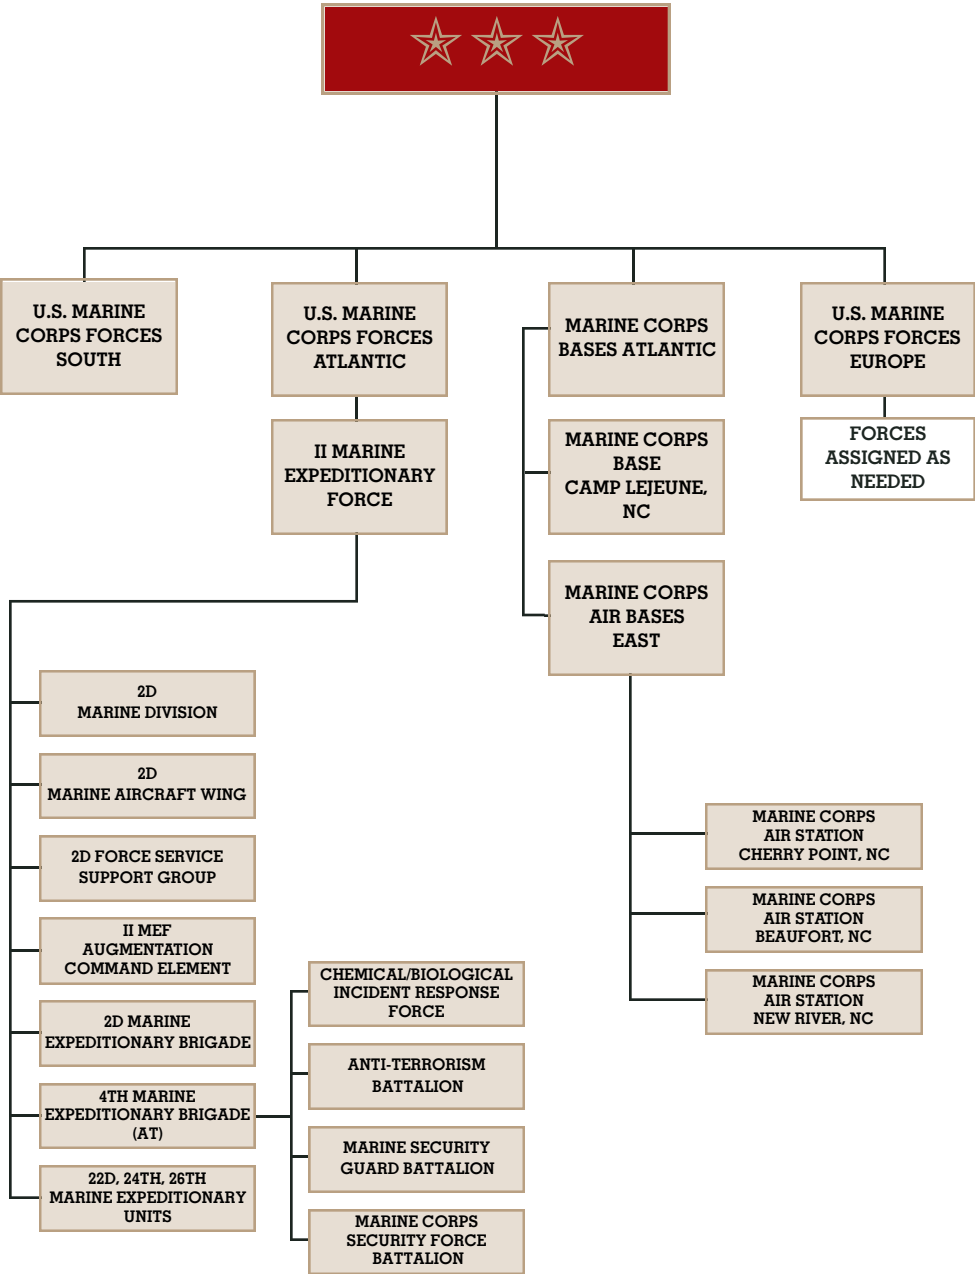 U.S. MARINE
CORPS FORCES
SOUTH
U.S. MARINE
CORPS FORCES
ATLANTIC
MARINE CORPS
BASES ATLANTIC
U.S. MARINE
CORPS FORCES
EUROPE
II MARINE
EXPEDITIONARY
FORCE
MARINE CORPS
BASE
CAMP LEJEUNE,
NC
FORCES
ASSIGNED AS
NEEDED
MARINE CORPS
AIR BASES
EAST
2D
MARINE DIVISION
2D
MARINE AIRCRAFT WING
2D FORCE SERVICE
SUPPORT GROUP
II MEF
AUGMENTATION
COMMAND ELEMENT
2D MARINE
EXPEDITIONARY BRIGADE
4TH MARINE
EXPEDITIONARY BRIGADE
(AT)
22D, 24TH, 26TH
MARINE EXPEDITIONARY
UNITS
CHEMICAL/BIOLOGICAL
INCIDENT RESPONSE
FORCE
ANTI-TERRORISM
BATTALION
MARINE SECURITY
GUARD BATTALION
MARINE CORPS
SECURITY FORCE
BATTALION
MARINE CORPS
AIR STATION
CHERRY POINT, NC
MARINE CORPS
AIR STATION
BEAUFORT, NC
MARINE CORPS
AIR STATION
NEW RIVER, NC